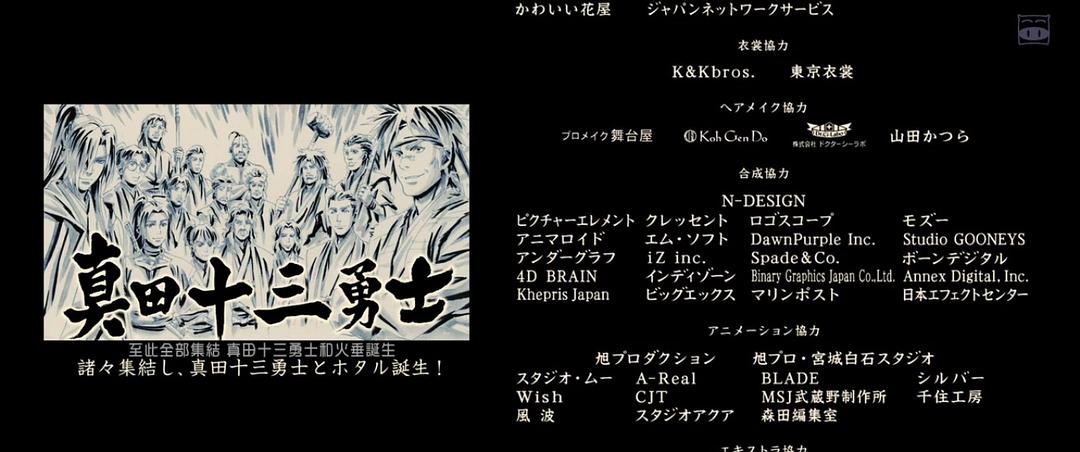 真田十三勇士
至此全部集結 真田十三勇士和火垂誕生
諸々集結し、真田十三勇士とホタル誕生！
かわいい花屋 ジャパンネットワークサービス
衣裳協力
K&Kbros. 東京衣裳
ヘアメイク協力
プロメイク舞台屋 Koh Gen Do Dr.Ci:Labo 株式会社 ドクターシーラボ 山田かつら
合成協力
N-DESIGN
ピクチャーエレメント クレッセント ロゴスコープ モズー
アニマロイド エム・ソフト DawnPurple Inc. Studio GOONEYS
アンダーグラフ iZ inc. Spade&Co. ボーンデジタル
4D BRAIN インディゾーン Binary Graphics Japan Co.,Ltd. Annex Digital, Inc.
Khepris Japan ビッグエックス マリンポスト 日本エフェクトセンター
アニメーション協力
旭プロダクション 旭プロ・宮城白石スタジオ
スタジオ・ムー A-Real BLADE シルバー
Wish CJT MSJ武蔵野制作所 千住工房
風 波 スタジオアクア 森田編集室
エキストラ協力